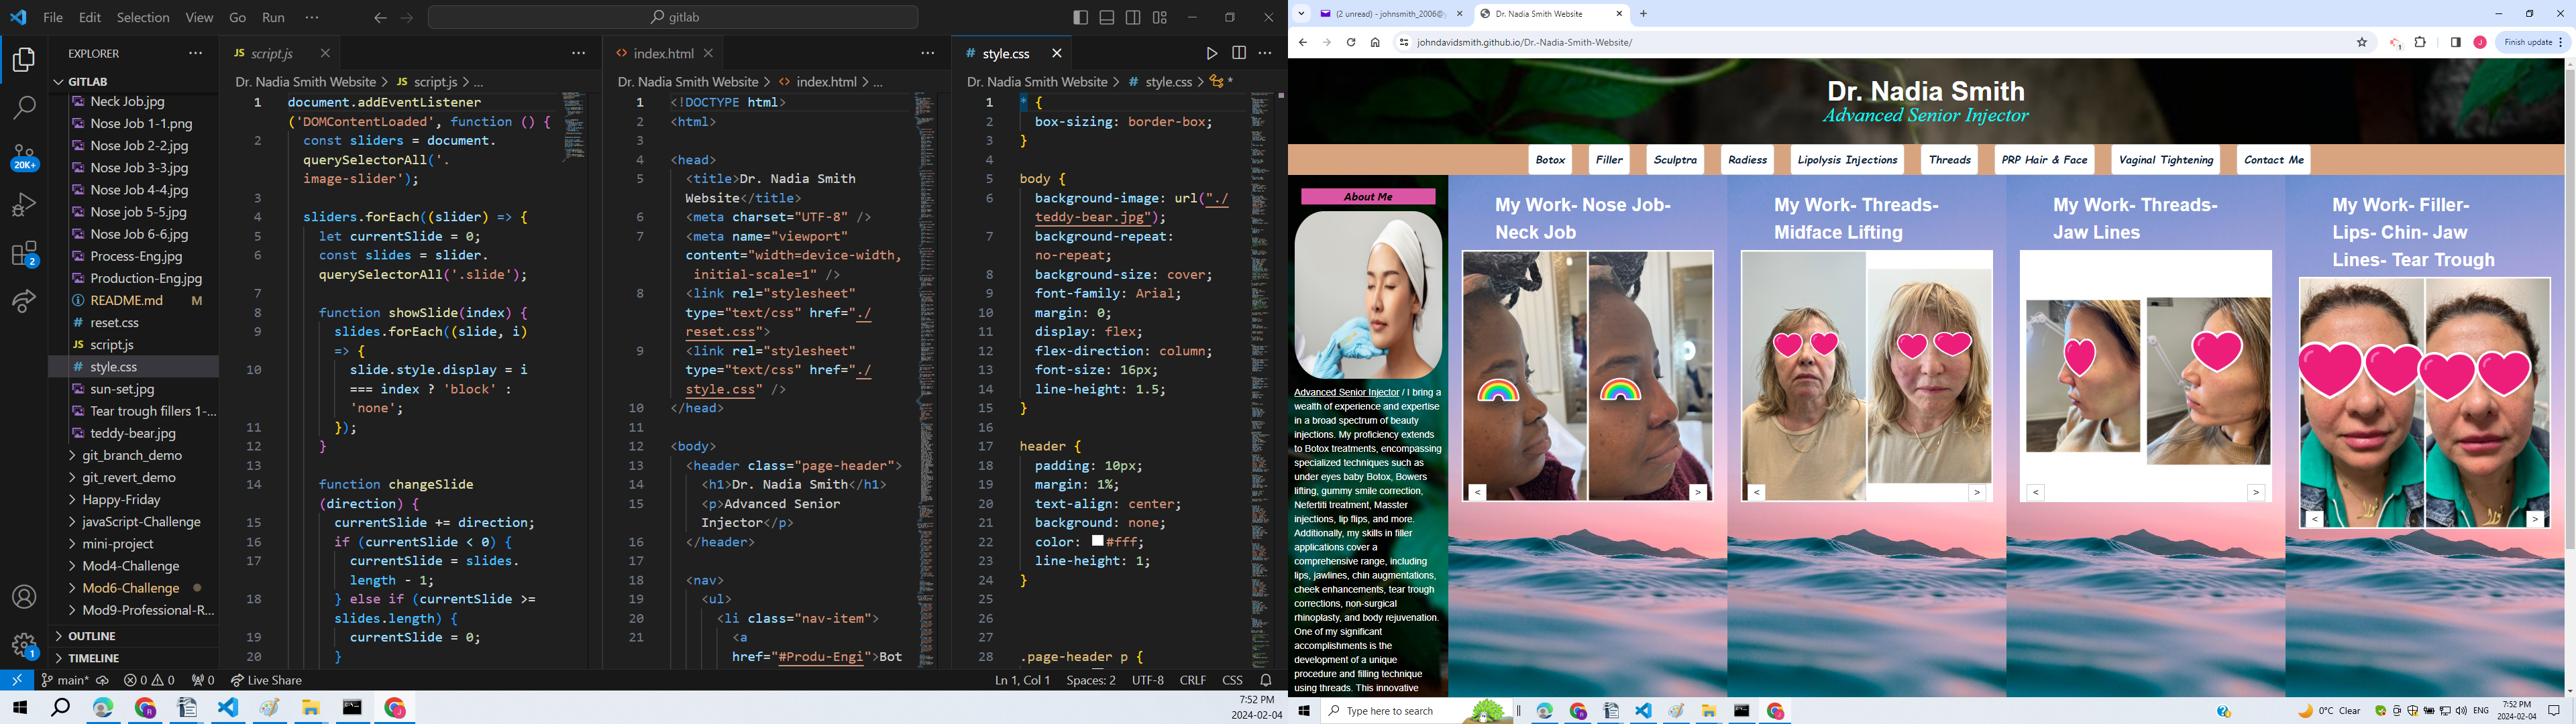 File Edit Selection View Go Run ... gitlab
EXPLORER ...
GITLAB
Neck Job.jpg
Nose Job 1-1.png
Nose Job 2-2.jpg
Nose Job 3-3.jpg
Nose Job 4-4.jpg
Nose job 5-5.jpg
Nose Job 6-6.jpg
Process-Eng.jpg
Production-Eng.jpg
README.md M
reset.css
script.js
style.css
sun-set.jpg
Tear trough fillers 1-...
teddy-bear.jpg
git_branch_demo
git_revert_demo
Happy-Friday
javaScript-Challenge
mini-project
Mod4-Challenge
Mod6-Challenge
Mod9-Professional-R...
OUTLINE
TIMELINE
20K+
2
1
JS script.js
Dr. Nadia Smith Website > JS script.js > ...
1 document.addEventListener
('DOMContentLoaded', function () {
2 const sliders = document.
querySelectorAll('.
image-slider');
3
4 sliders.forEach((slider) => {
5 let currentSlide = 0;
6 const slides = slider.
querySelectorAll('.slide');
7
8 function showSlide(index) {
9 slides.forEach((slide, i)
=> {
10 slide.style.display = i
=== index ? 'block' :
'none';
11 });
12 }
13
14 function changeSlide
(direction) {
15 currentSlide += direction;
16 if (currentSlide < 0) {
17 currentSlide = slides.
length - 1;
18 } else if (currentSlide >=
slides.length) {
19 currentSlide = 0;
20 }
index.html
Dr. Nadia Smith Website > index.html > ...
1 <!DOCTYPE html>
2 <html>
3
4 <head>
5 <title>Dr. Nadia Smith
Website</title>
6 <meta charset="UTF-8" />
7 <meta name="viewport"
content="width=device-width,
initial-scale=1" />
8 <link rel="stylesheet"
type="text/css" href="./
reset.css">
9 <link rel="stylesheet"
type="text/css" href="./
style.css" />
10 </head>
11
12 <body>
13 <header class="page-header">
14 <h1>Dr. Nadia Smith</h1>
15 <p>Advanced Senior
Injector</p>
16 </header>
17
18 <nav>
19 <ul>
20 <li class="nav-item">
21 <a
href="#Produ-Engi">Bot
# style.css
Dr. Nadia Smith Website > # style.css > *
1 * {
2 box-sizing: border-box;
3 }
4
5 body {
6 background-image: url("./
teddy-bear.jpg");
7 background-repeat:
no-repeat;
8 background-size: cover;
9 font-family: Arial;
10 margin: 0;
11 display: flex;
12 flex-direction: column;
13 font-size: 16px;
14 line-height: 1.5;
15 }
16
17 header {
18 padding: 10px;
19 margin: 1%;
20 text-align: center;
21 background: none;
22 color: #fff;
23 line-height: 1;
24 }
25
26
27
28 .page-header p {
main* 0 0 0 Live Share Ln 1, Col 1 Spaces: 2 UTF-8 CRLF CSS
7:52 PM
2024-02-04
(2 unread) - johnsmith_2006@y Dr. Nadia Smith Website
johndavidsmith.github.io/Dr.-Nadia-Smith-Website/ 1 J Finish update
Dr. Nadia Smith
Advanced Senior Injector
Botox Filler Sculptra Radiess Lipolysis Injections Threads PRP Hair & Face Vaginal Tightening Contact Me
About Me
Advanced Senior Injector / I bring a
wealth of experience and expertise
in a broad spectrum of beauty
injections. My proficiency extends
to Botox treatments, encompassing
specialized techniques such as
under eyes baby Botox, Bowers
lifting, gummy smile correction,
Nefertiti treatment, Masster
injections, lip flips, and more.
Additionally, my skills in filler
applications cover a
comprehensive range, including
lips, jawlines, chin augmentations,
cheek enhancements, tear trough
corrections, non-surgical
rhinoplasty, and body rejuvenation.
One of my significant
accomplishments is the
development of a unique
procedure and filling technique
using threads. This innovative
My Work- Nose Job-
Neck Job
< >
My Work- Threads-
Midface Lifting
< >
My Work- Threads-
Jaw Lines
< >
My Work- Filler-
Lips- Chin- Jaw
Lines- Tear Trough
< >
Type here to search
0°C Clear ENG 7:52 PM
2024-02-04